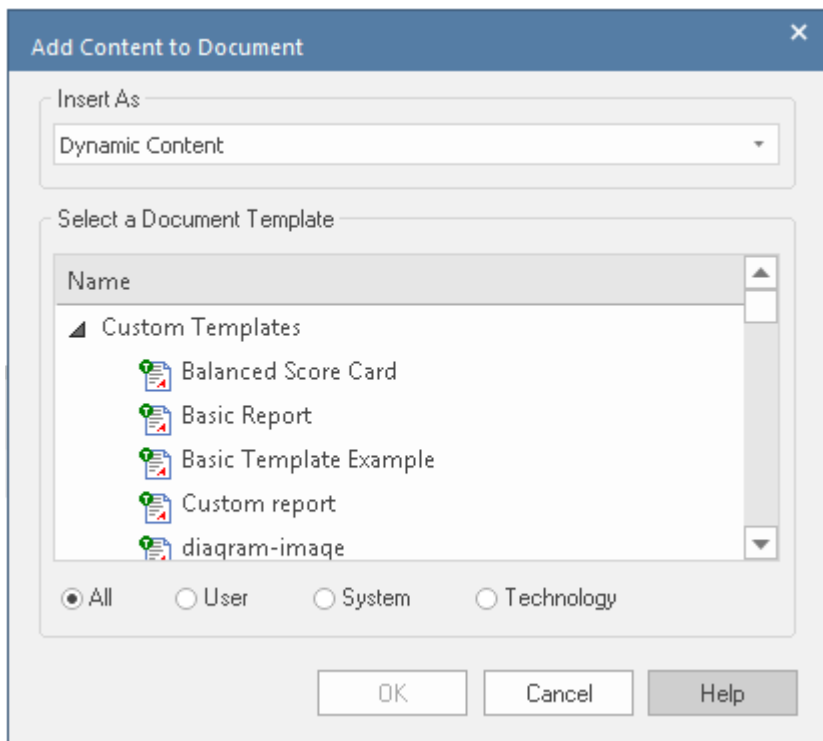 Add Content to Document
Insert As
Dynamic Content
Select a Document Template
Name
Custom Templates
Balanced Score Card
Basic Report
Basic Template Example
Custom report
diagram-image
All User System Technology
OK Cancel Help